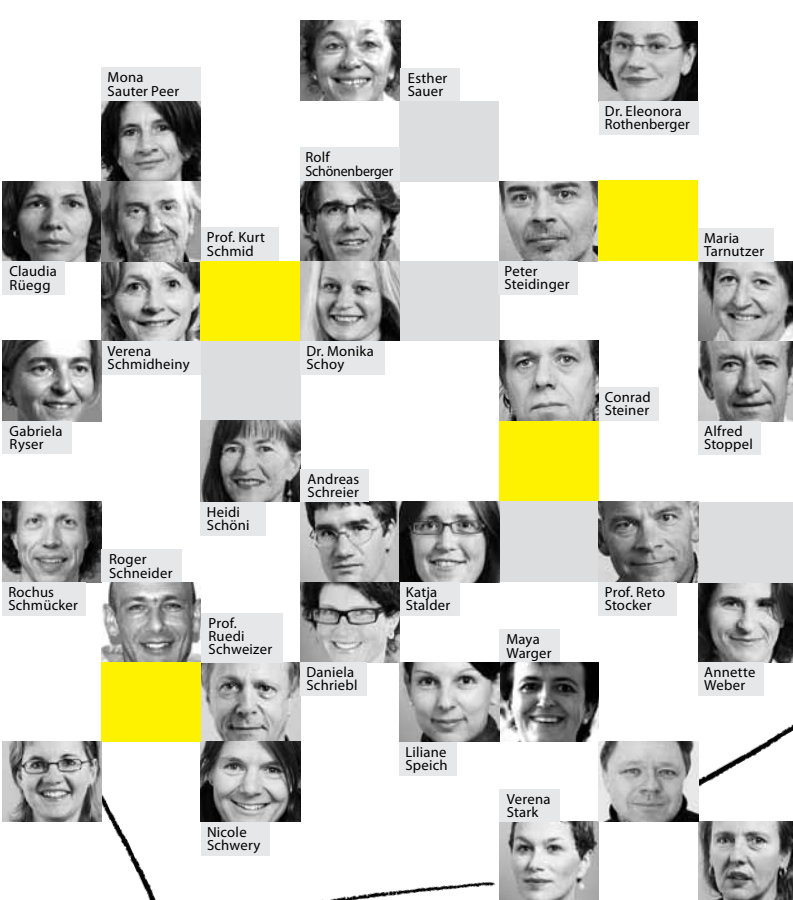 Mona
Sauter Peer
Esther
Sauer
Dr. Eleonora
Rothenberger
Rolf
Schönenberger
Prof. Kurt
Schmid
Maria
Tarnutzer
Claudia
Rüegg
Peter
Steidinger
Verena
Schmidheiny
Dr. Monika
Schoy
Conrad
Steiner
Gabriela
Ryser
Alfred
Stoppel
Andreas
Schreier
Heidi
Schöni
Roger
Schneider
Rochus
Schmücker
Katja
Stalder
Prof. Reto
Stocker
Prof.
Ruedi
Schweizer
Maya
Warger
Daniela
Schriebl
Annette
Weber
Liliane
Speich
Verena
Stark
Nicole
Schwery